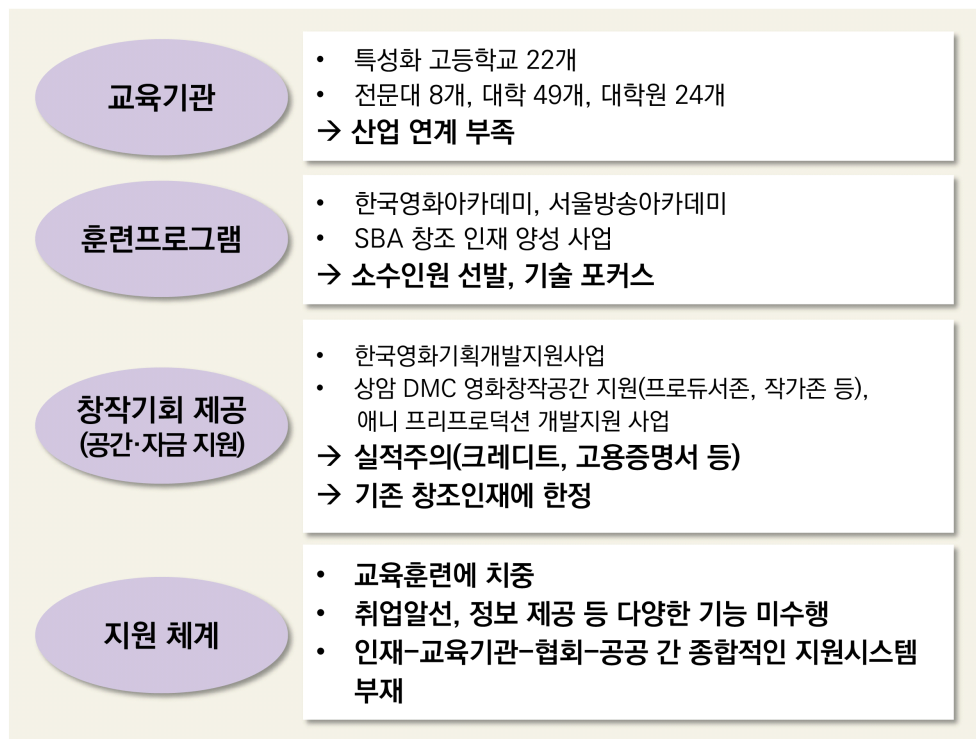 교육기관
• 특성화 고등학교 22개
• 전문대 8개, 대학 49개, 대학원 24개
→ 산업 연계 부족
훈련프로그램
• 한국영화아카데미, 서울방송아카데미
• SBA 창조 인재 양성 사업
→ 소수인원 선발, 기술 포커스
창작기회 제공
(공간·자금 지원)
• 한국영화기획개발지원사업
• 상암 DMC 영화창작공간 지원(프로듀서존, 작가존 등),
애니 프리프로덕션 개발지원 사업
→ 실적주의(크레디트, 고용증명서 등)
→ 기존 창조인재에 한정
지원 체계
• 교육훈련에 치중
• 취업알선, 정보 제공 등 다양한 기능 미수행
• 인재-교육기관-협회-공공 간 종합적인 지원시스템
부재